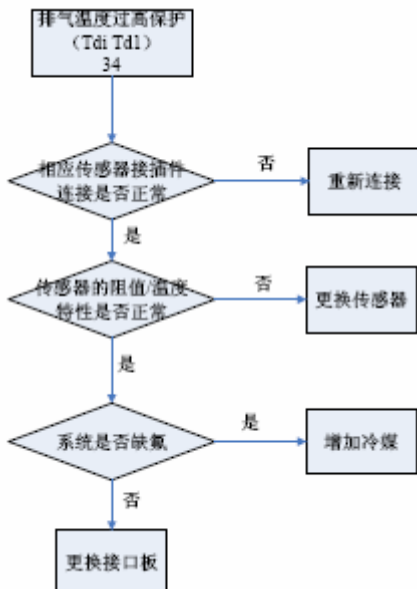 排气温度过高保护
（Tdi Td1）
34
相应传感器接插件
连接是否正常
否
重新连接
是
传感器的阻值/温度
特性是否正常
否
更换传感器
是
系统是否缺氟
是
增加冷媒
否
更换接口板